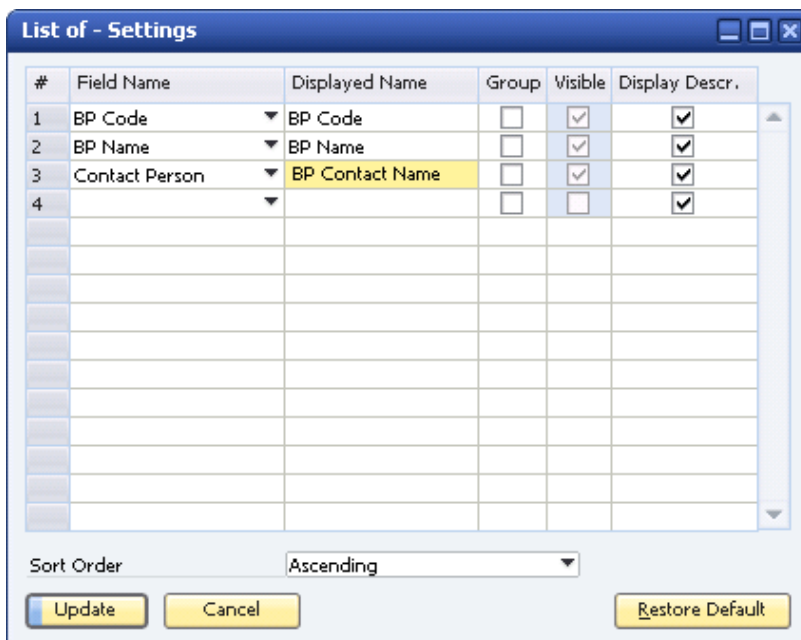 List of - Settings
# Field Name Displayed Name Group Visible Display Descr.
1 BP Code BP Code
2 BP Name BP Name
3 Contact Person BP Contact Name
4
Sort Order Ascending
Update Cancel Restore Default